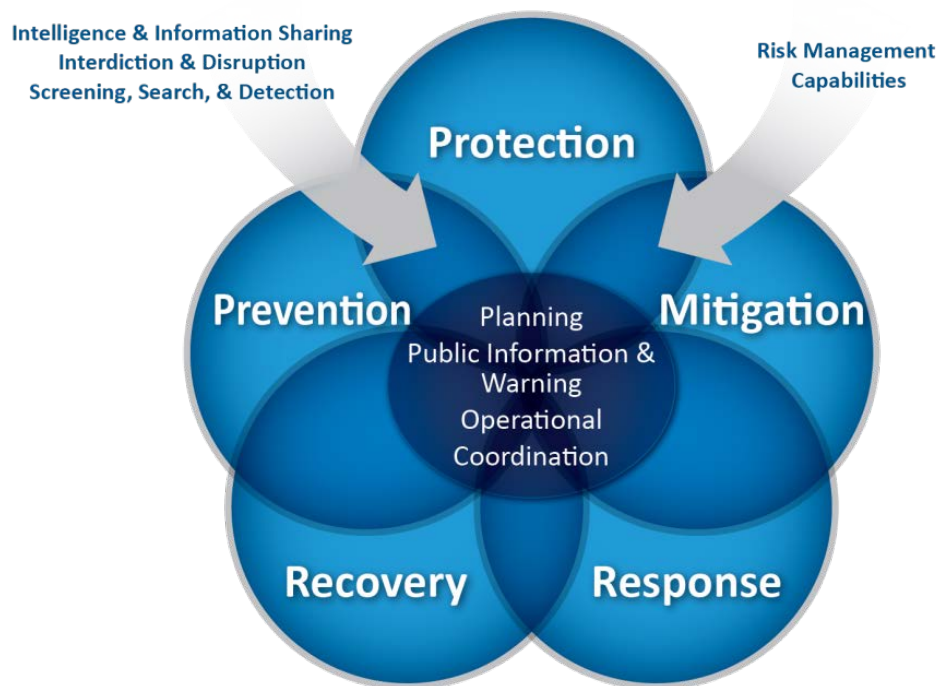 Intelligence & Information Sharing
Interdiction & Disruption
Screening, Search, & Detection
Risk Management
Capabilities
Protection
Prevention
Mitigation
Planning
Public Information &
Warning
Operational
Coordination
Recovery
Response